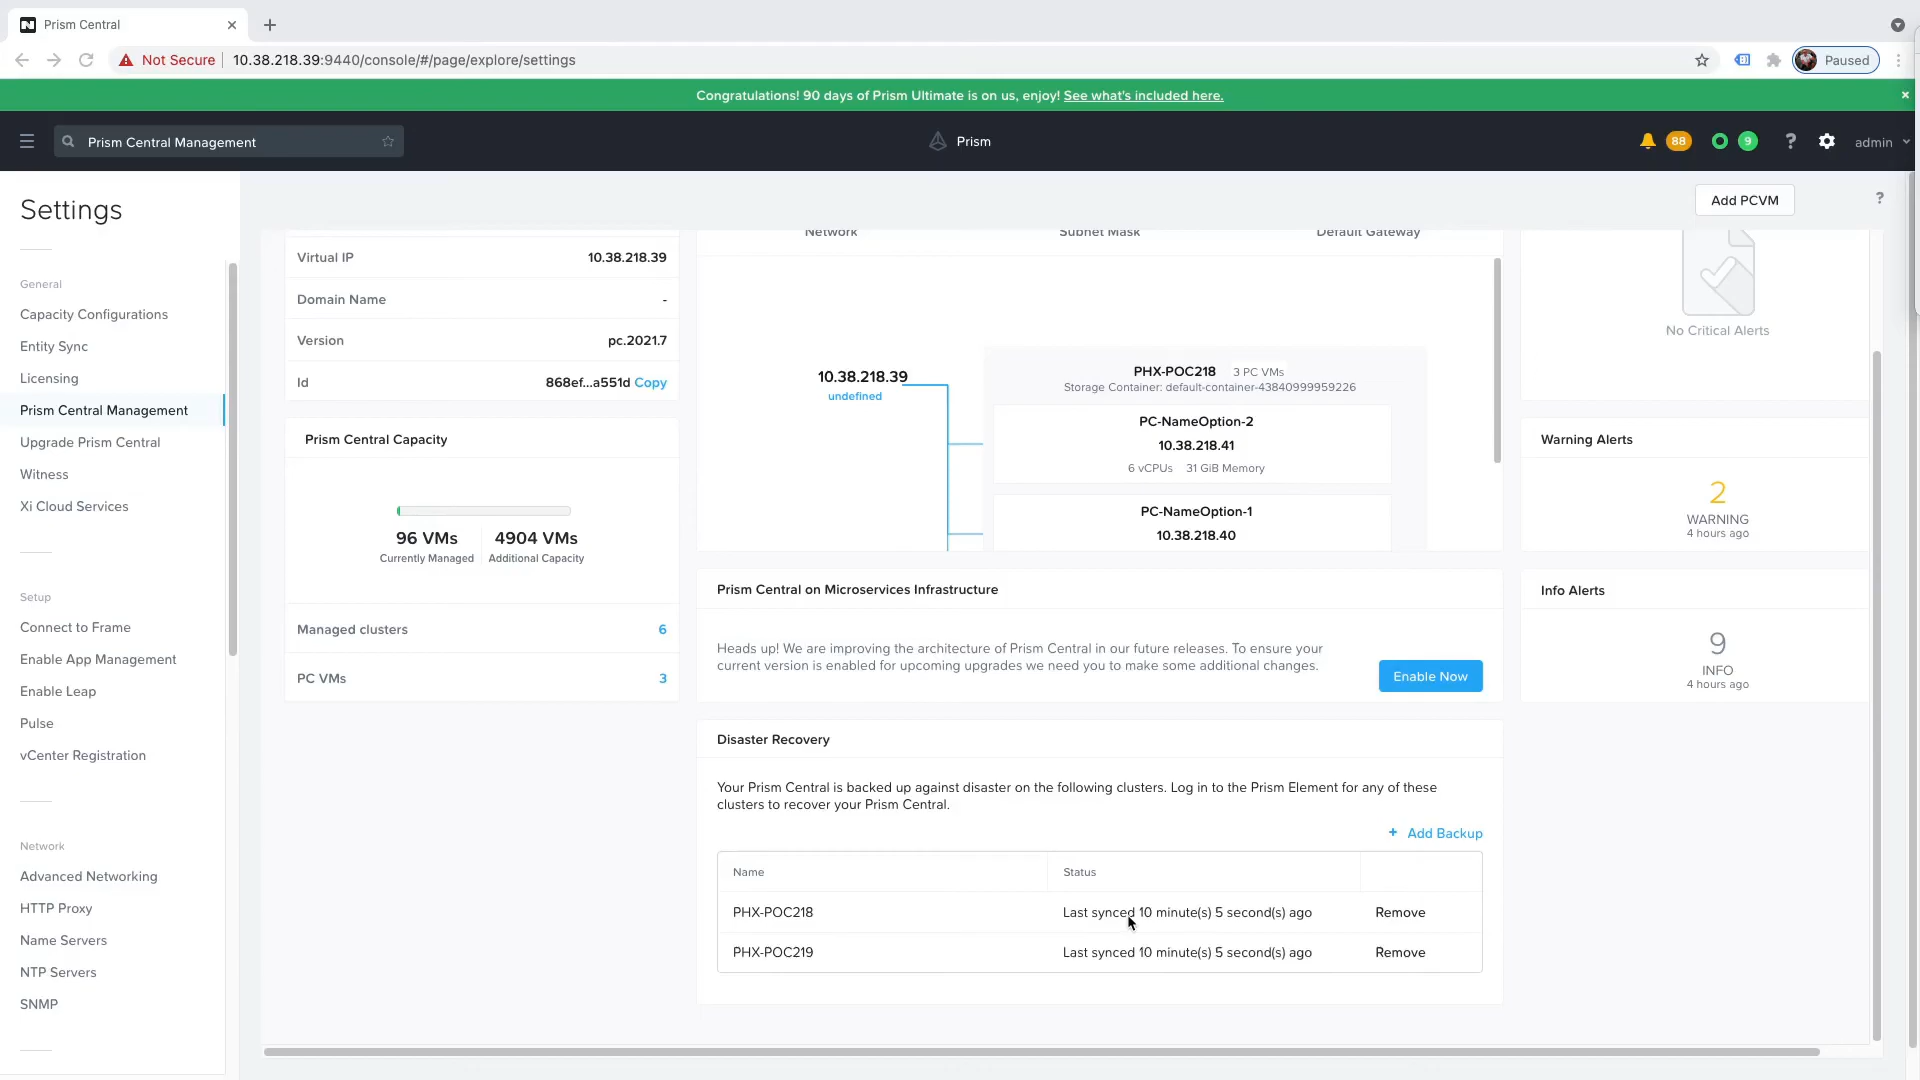 Prism Central
Not Secure
10.38.218.39:9440/console/#/page/explore/settings
Paused
Congratulations! 90 days of Prism Ultimate is on us, enjoy! See what's included here.
Prism Central Management
Prism
88
9
?
admin
Settings
General
Capacity Configurations
Entity Sync
Licensing
Prism Central Management
Upgrade Prism Central
Witness
Xi Cloud Services
Setup
Connect to Frame
Enable App Management
Enable Leap
Pulse
vCenter Registration
Network
Advanced Networking
HTTP Proxy
Name Servers
NTP Servers
SNMP
Add PCVM
?
Virtual IP 10.38.218.39
Domain Name -
Version pc.2021.7
Id 868ef...a551d Copy
Prism Central Capacity
96 VMs 4904 VMs
Currently Managed Additional Capacity
Managed clusters 6
PC VMs 3
Network Subnet Mask Default Gateway
10.38.218.39
undefined
PHX-POC218 3 PC VMs
Storage Container: default-container-43840999959226
PC-NameOption-2
10.38.218.41
6 vCPUs 31 GiB Memory
PC-NameOption-1
10.38.218.40
Prism Central on Microservices Infrastructure
Heads up! We are improving the architecture of Prism Central in our future releases. To ensure your
current version is enabled for upcoming upgrades we need you to make some additional changes.
Enable Now
Disaster Recovery
Your Prism Central is backed up against disaster on the following clusters. Log in to the Prism Element for any of these
clusters to recover your Prism Central.
+ Add Backup
Name Status
PHX-POC218 Last synced 10 minute(s) 5 second(s) ago Remove
PHX-POC219 Last synced 10 minute(s) 5 second(s) ago Remove
No Critical Alerts
Warning Alerts
2
WARNING
4 hours ago
Info Alerts
9
INFO
4 hours ago